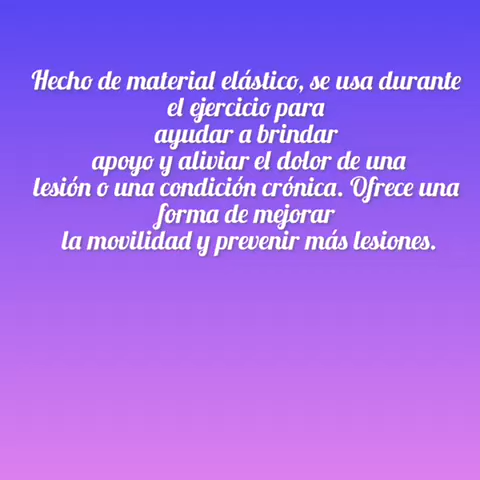 Hecho de material elástico, se usa durante
el ejercicio para
ayudar a brindar
apoyo y aliviar el dolor de una
lesión o una condición crónica. Ofrece una
forma de mejorar
la movilidad y prevenir más lesiones.